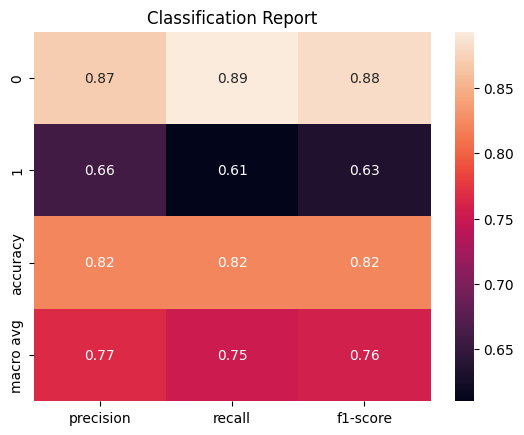 Classification Report
0 0.87 0.89 0.88
1 0.66 0.61 0.63
accuracy 0.82 0.82 0.82
macro avg 0.77 0.75 0.76
precision recall f1-score
0.85
0.80
0.75
0.70
0.65